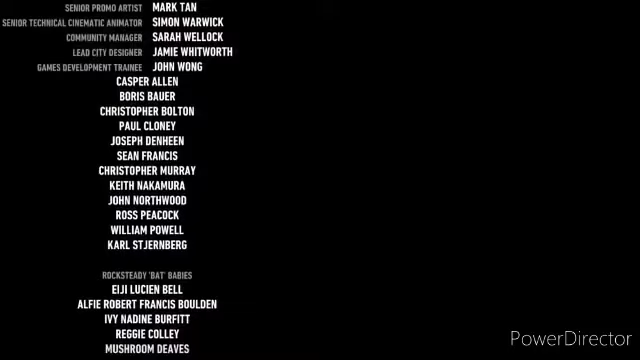 SENIOR PROMO ARTIST MARK TAN
SENIOR TECHNICAL CINEMATIC ANIMATOR SIMON WARWICK
COMMUNITY MANAGER SARAH WELLOCK
LEAD CITY DESIGNER JAMIE WHITWORTH
GAMES DEVELOPMENT TRAINEE JOHN WONG
CASPER ALLEN
BORIS BAUER
CHRISTOPHER BOLTON
PAUL CLONEY
JOSEPH DENHEEN
SEAN FRANCIS
CHRISTOPHER MURRAY
KEITH NAKAMURA
JOHN NORTHWOOD
ROSS PEACOCK
WILLIAM POWELL
KARL STJERNBERG
ROCKSTEADY 'BAT' BABIES
EIJI LUCIEN BELL
ALFIE ROBERT FRANCIS BOULDEN
IVY NADINE BURFITT
REGGIE COLLEY
MUSHROOM DEAVES
PowerDirector